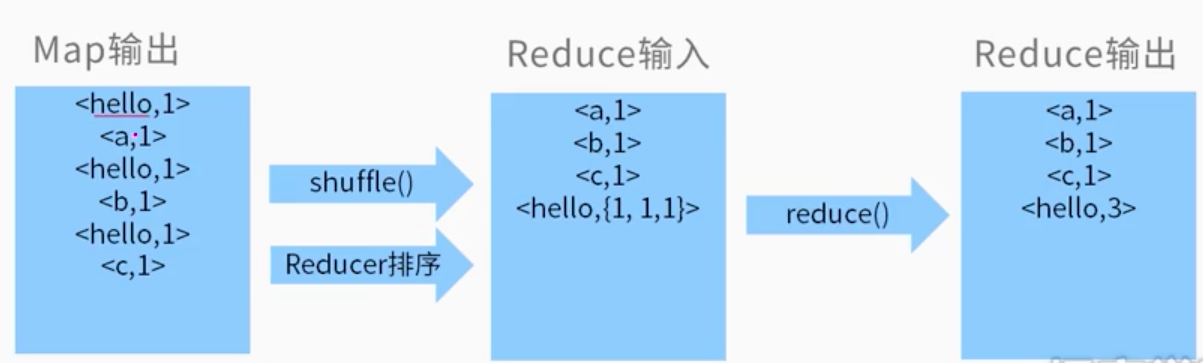 Map输出
<hello,1>
<a,1>
<hello,1>
<b,1>
<hello,1>
<c,1>
shuffle()
Reducer排序
Reduce输入
<a,1>
<b,1>
<c,1>
<hello,{1, 1,1}>
reduce()
Reduce输出
<a,1>
<b,1>
<c,1>
<hello,3>